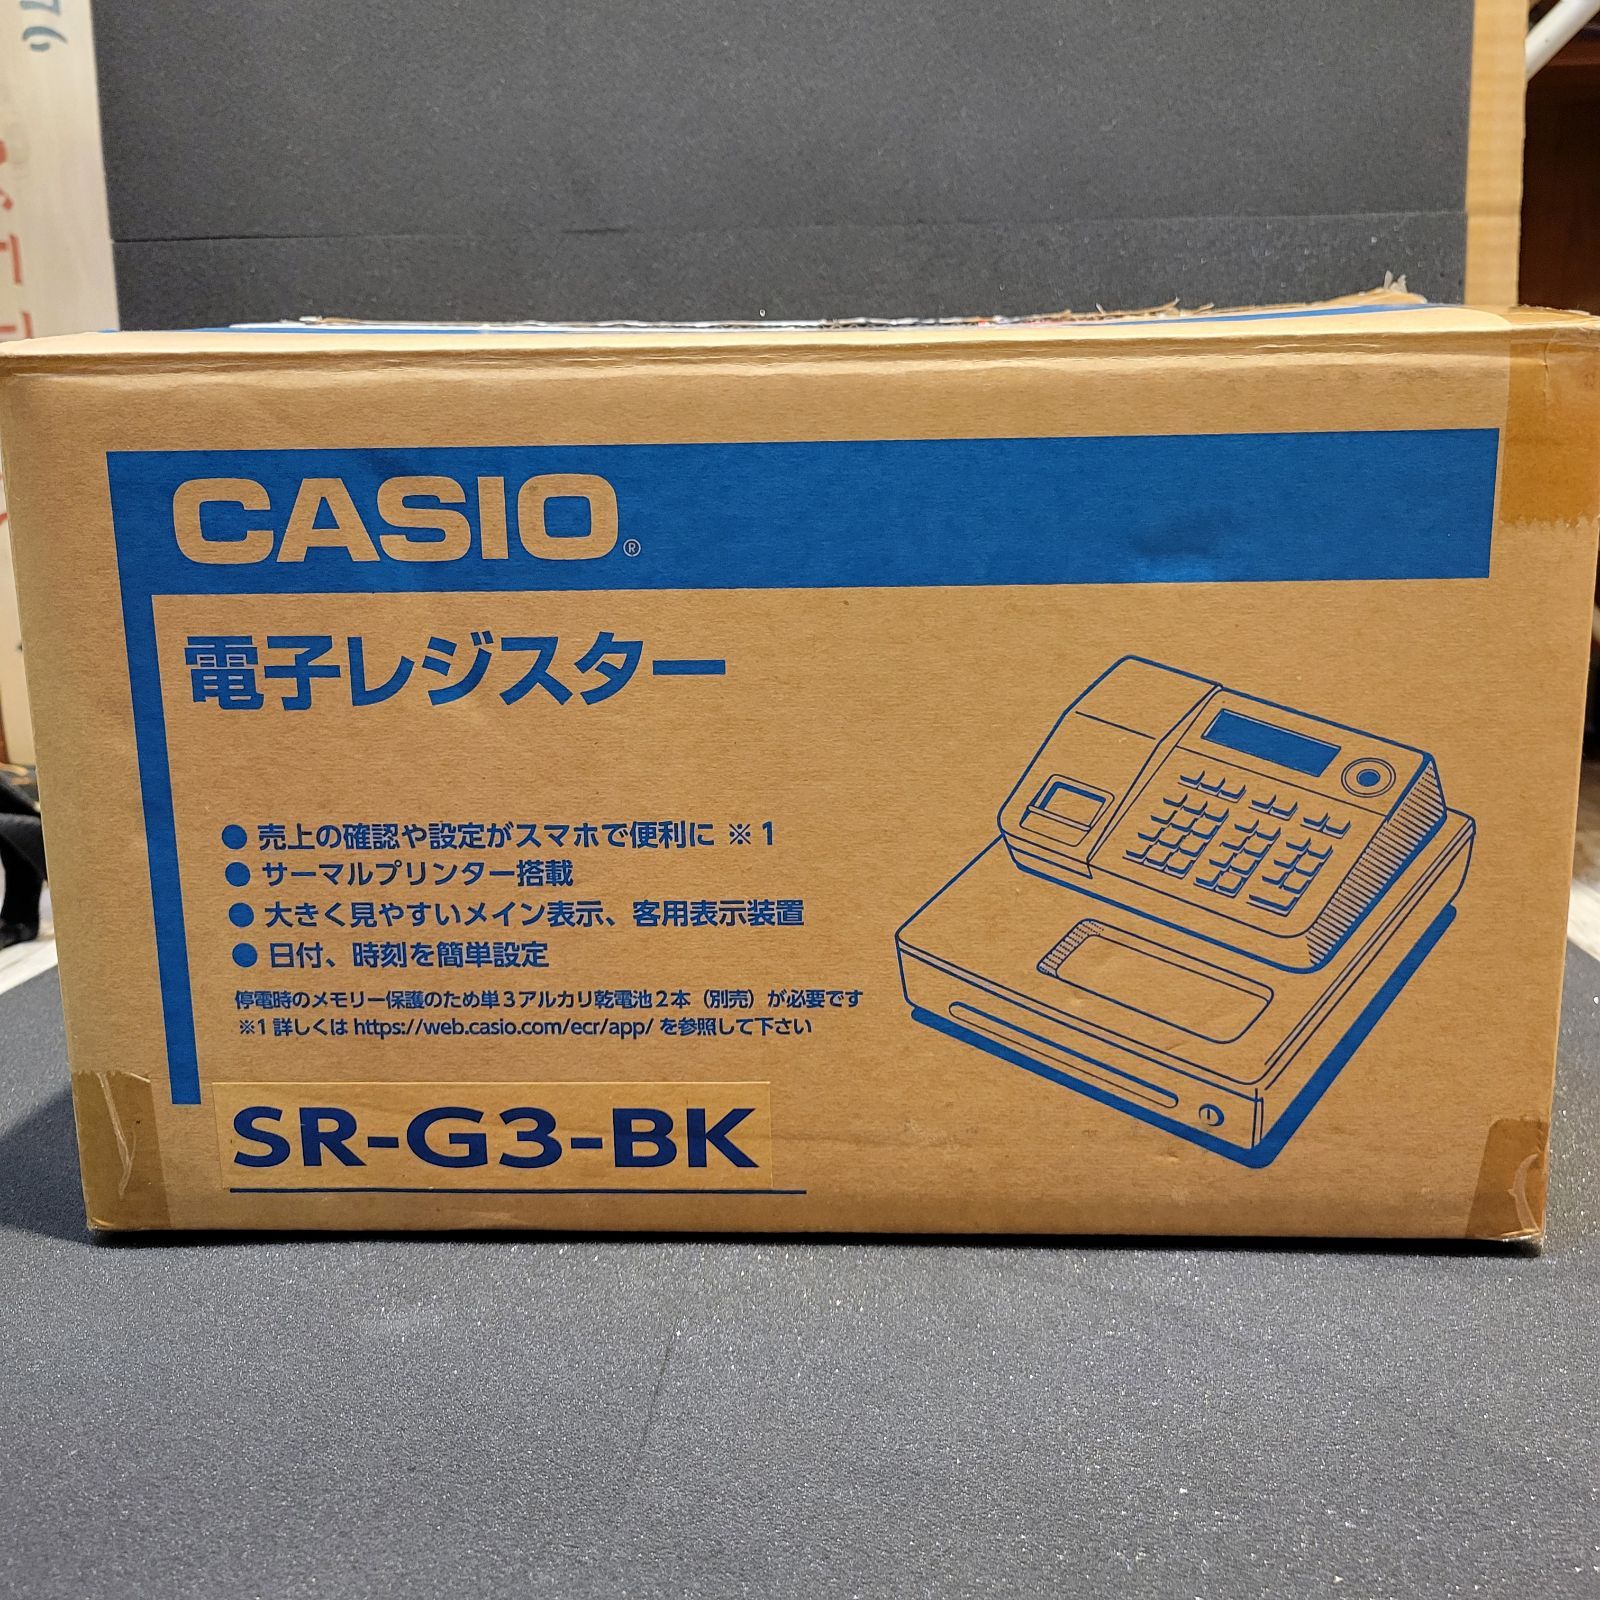 CASIO®
電子レジスター
● 売上の確認や設定がスマホで便利に ※1
● サーマルプリンター搭載
● 大きく見やすいメイン表示、客用表示装置
● 日付、時刻を簡単設定
停電時のメモリー保護のため単3アルカリ乾電池2本（別売）が必要です
※1 詳しくは https://web.casio.com/ecr/app/ を参照して下さい
SR-G3-BK